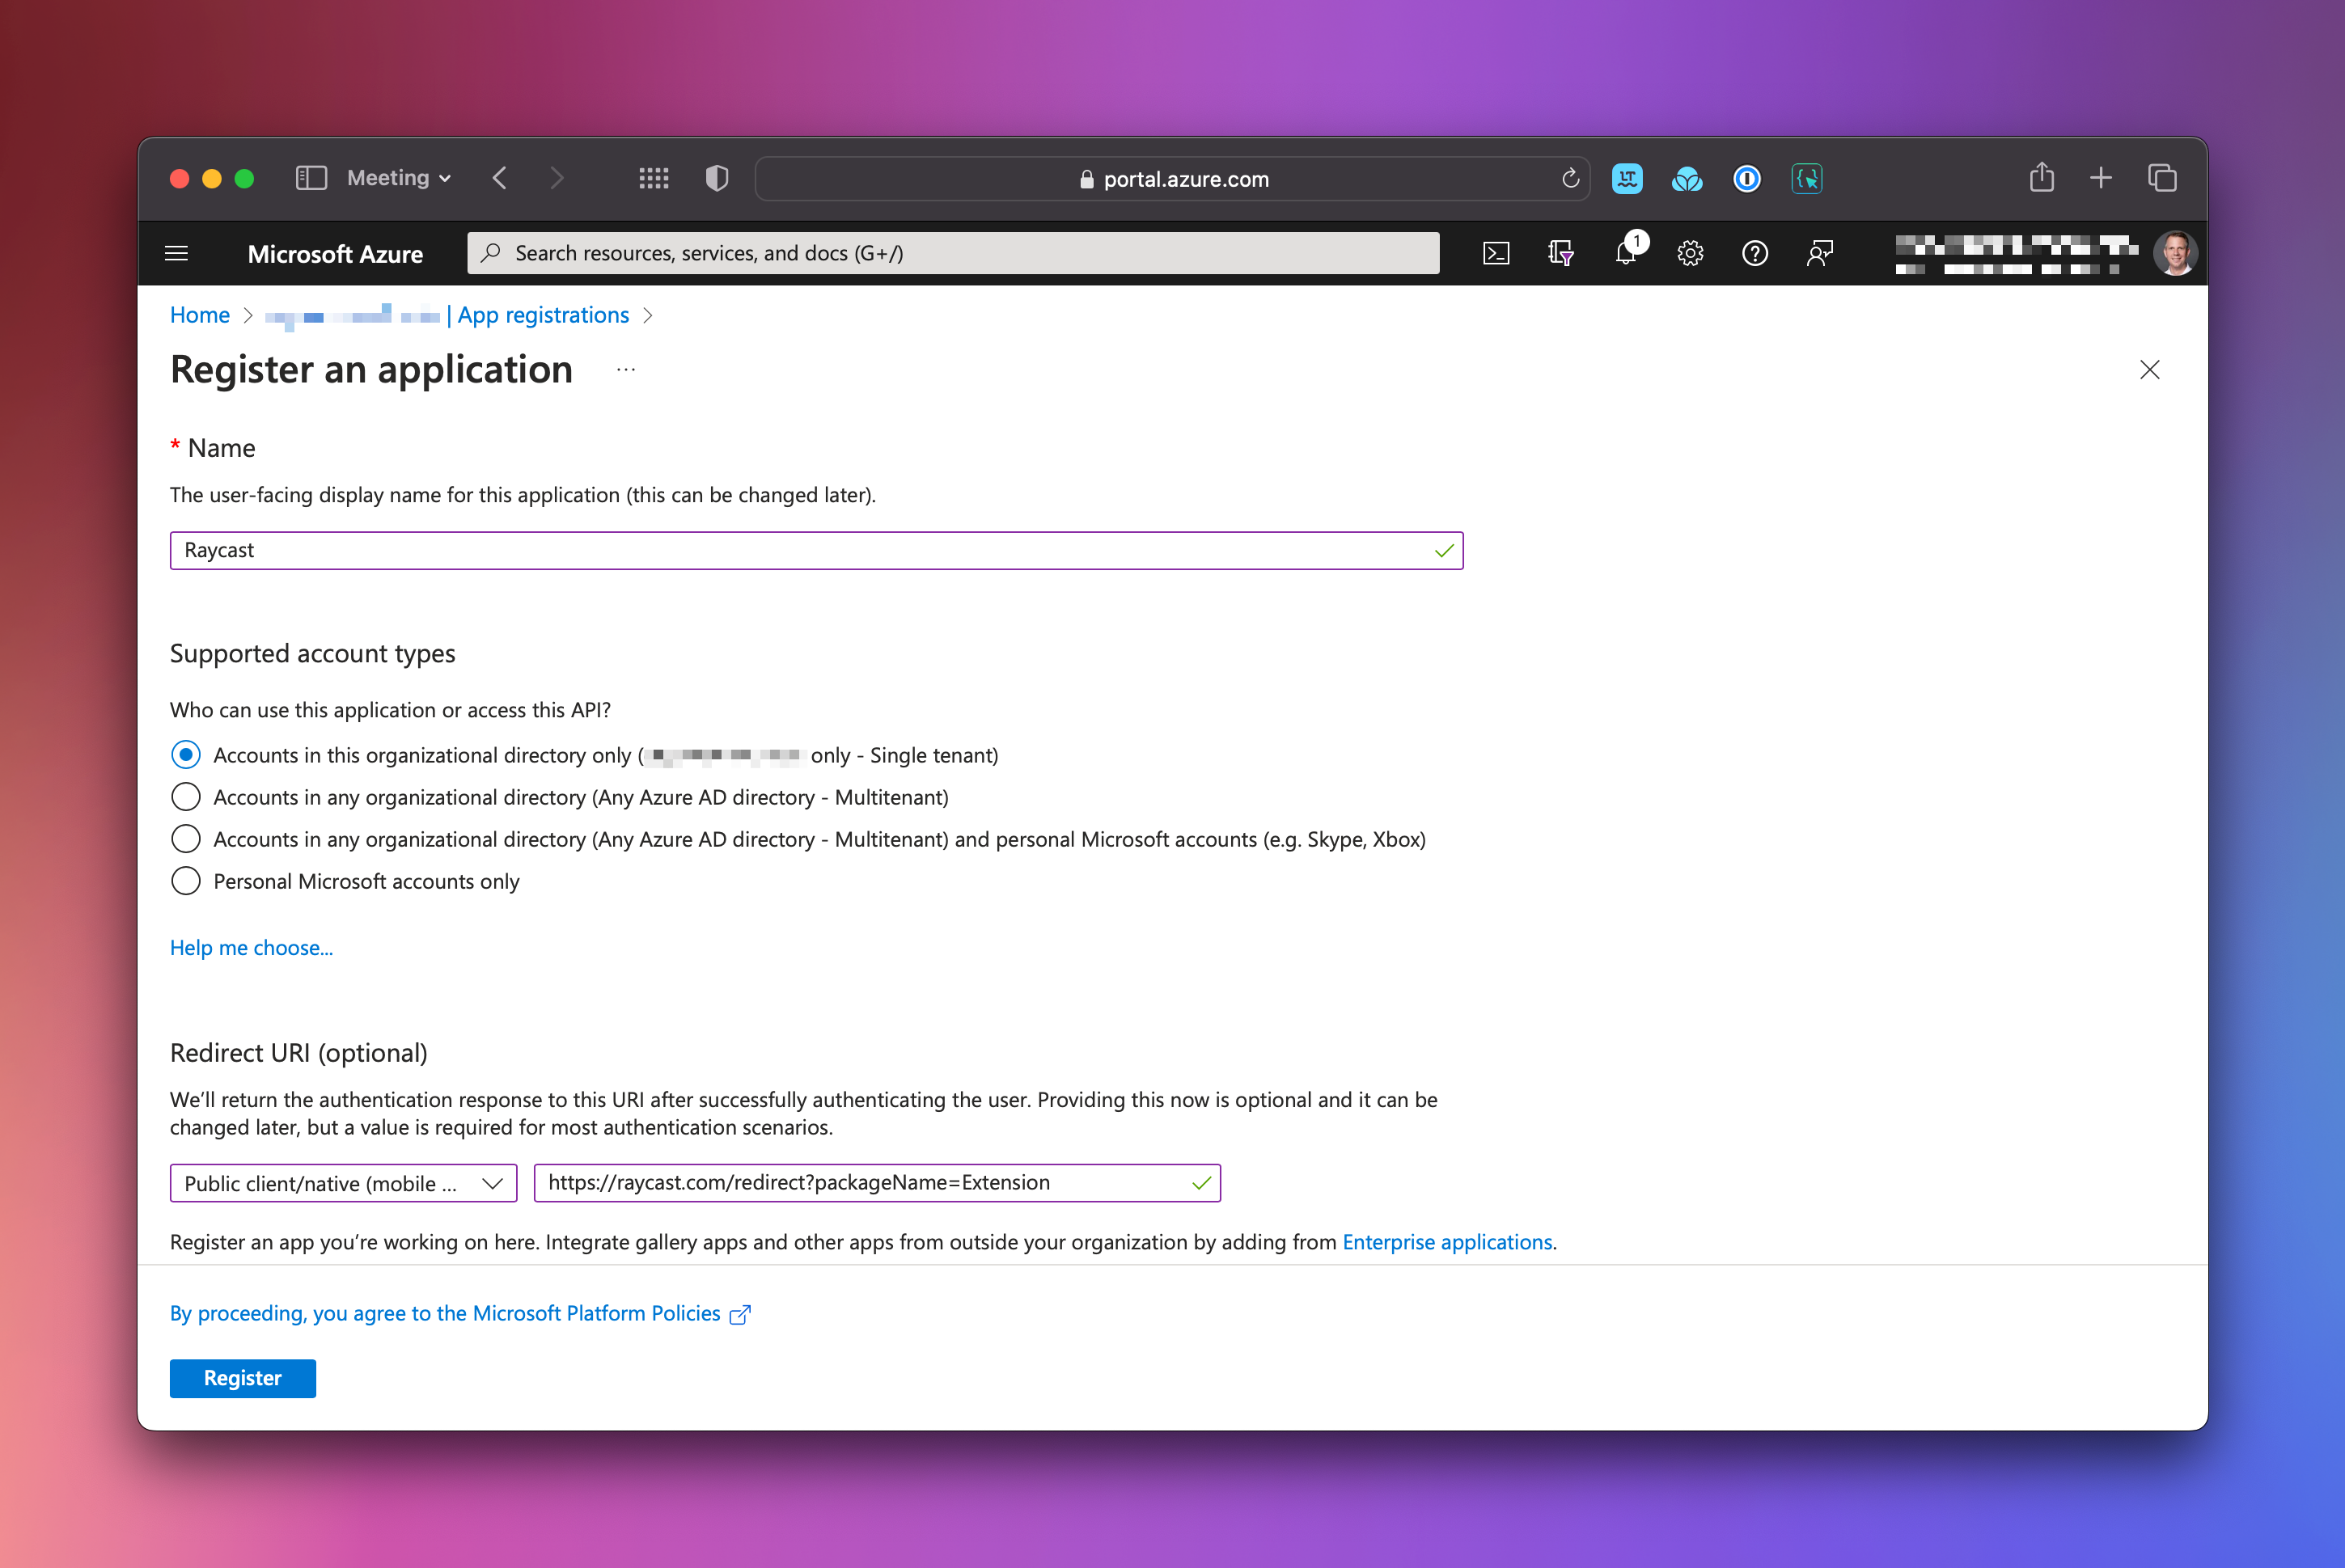 Meeting
portal.azure.com
Microsoft Azure
Search resources, services, and docs (G+/)
1
Home > | App registrations >
Register an application ...
* Name
The user-facing display name for this application (this can be changed later).
Raycast
Supported account types
Who can use this application or access this API?
Accounts in this organizational directory only ( only - Single tenant)
Accounts in any organizational directory (Any Azure AD directory - Multitenant)
Accounts in any organizational directory (Any Azure AD directory - Multitenant) and personal Microsoft accounts (e.g. Skype, Xbox)
Personal Microsoft accounts only
Help me choose...
Redirect URI (optional)
We'll return the authentication response to this URI after successfully authenticating the user. Providing this now is optional and it can be
changed later, but a value is required for most authentication scenarios.
Public client/native (mobile ...
https://raycast.com/redirect?packageName=Extension
Register an app you're working on here. Integrate gallery apps and other apps from outside your organization by adding from Enterprise applications.
By proceeding, you agree to the Microsoft Platform Policies
Register